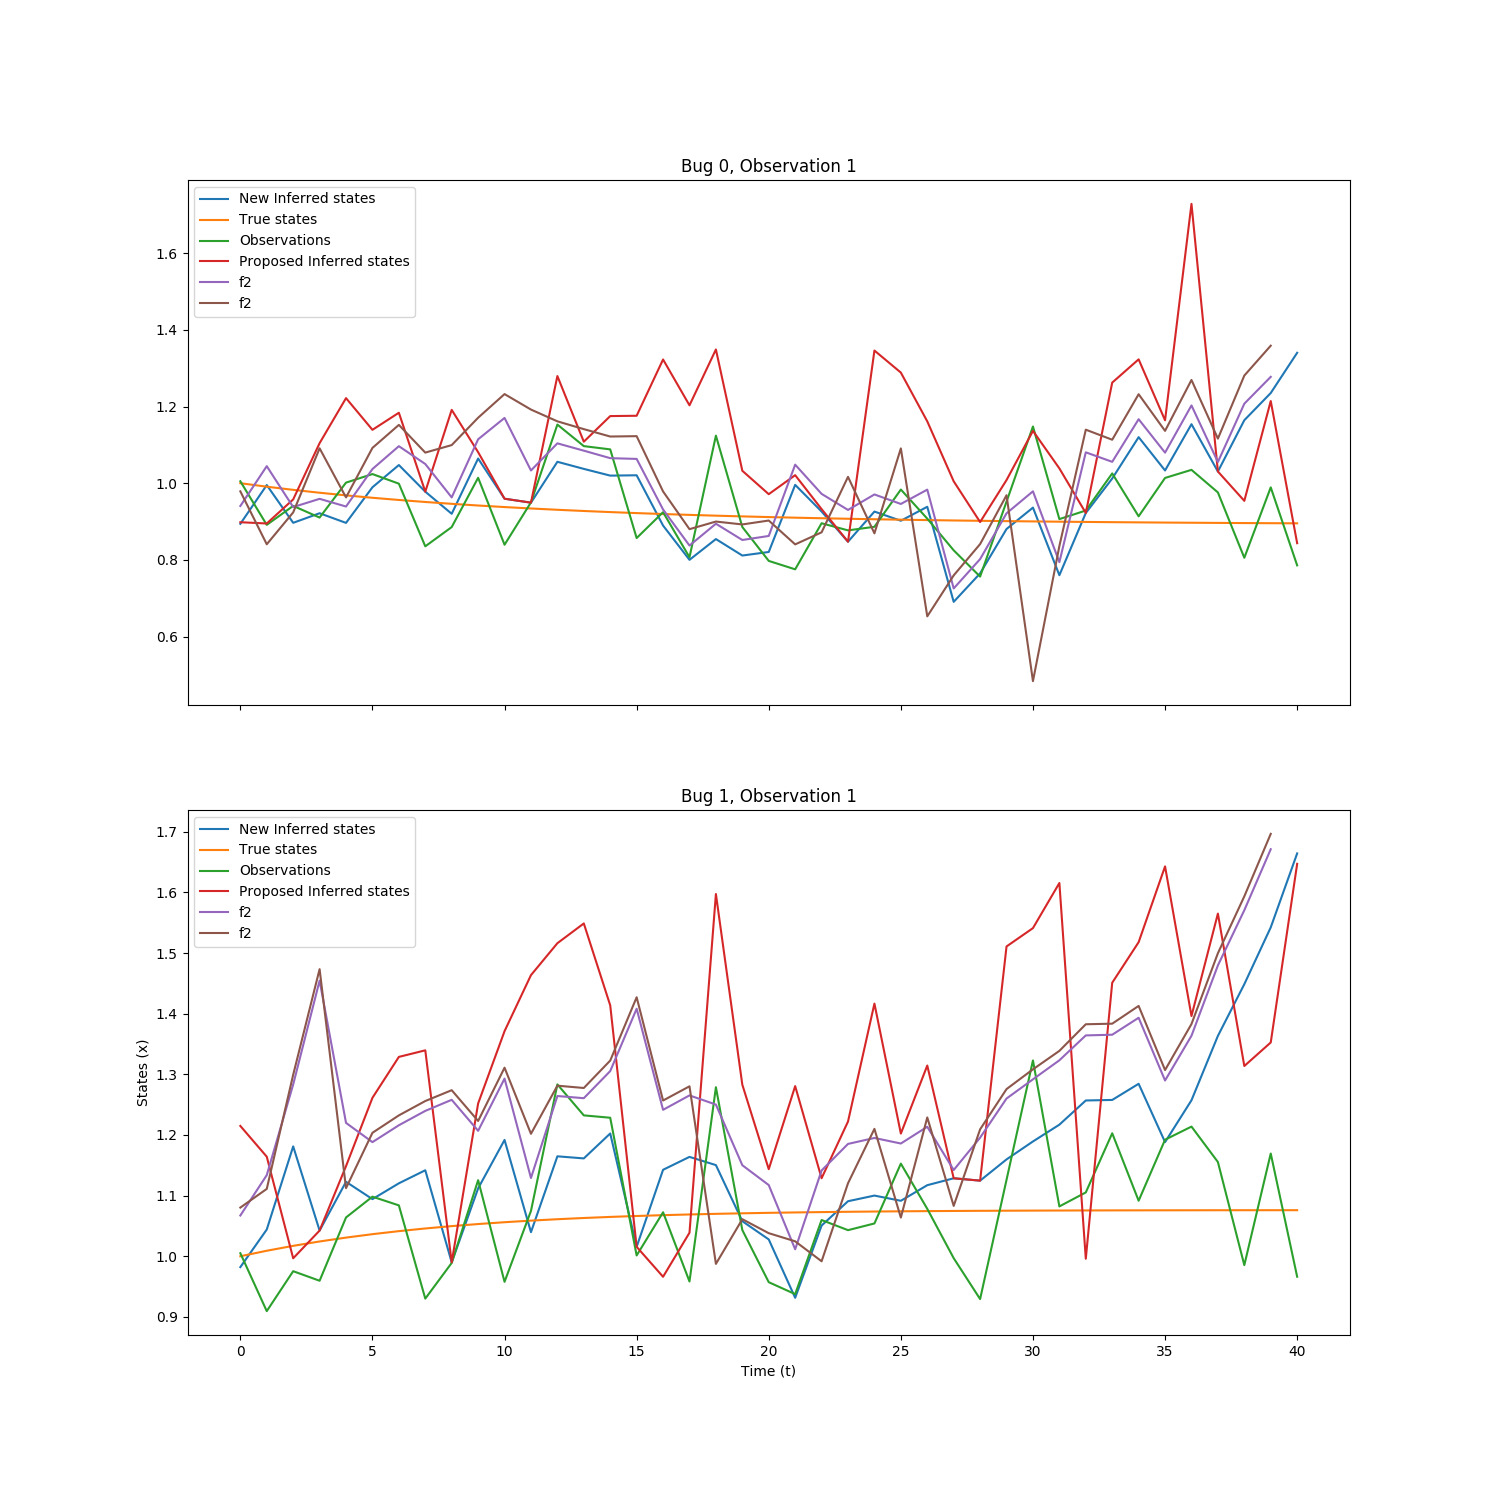 Bug 0, Observation 1
New Inferred states
True states
Observations
Proposed Inferred states
f2
f2
1.6
1.4
1.2
1.0
0.8
0.6
Bug 1, Observation 1
New Inferred states
True states
Observations
Proposed Inferred states
f2
f2
1.7
1.6
1.5
1.4
1.3
1.2
1.1
1.0
0.9
States (x)
0 5 10 15 20 25 30 35 40
Time (t)